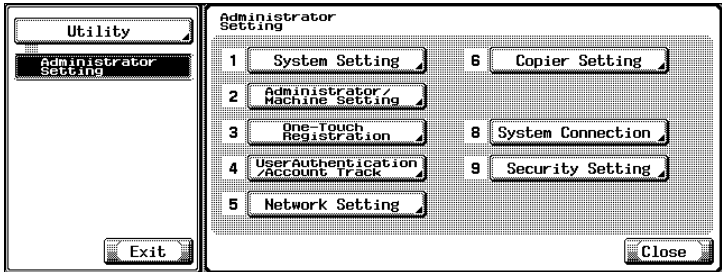 Utility
Administrator
Setting
Exit
Administrator
Setting
1 System Setting
2 Administrator/
Machine Setting
3 One-Touch
Registration
4 UserAuthentication
/Account Track
5 Network Setting
6 Copier Setting
8 System Connection
9 Security Setting
Close